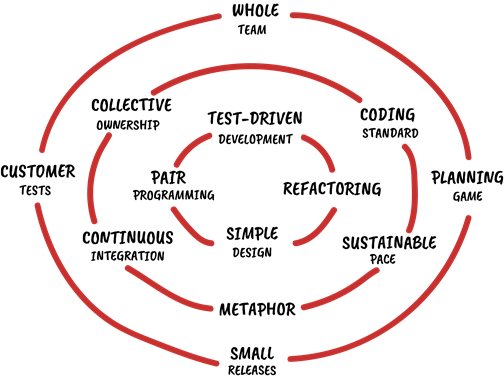 WHOLE
TEAM
COLLECTIVE
OWNERSHIP
TEST-DRIVEN
DEVELOPMENT
CODING
STANDARD
CUSTOMER
TESTS
PAIR
PROGRAMMING
REFACTORING
PLANNING
GAME
CONTINUOUS
INTEGRATION
SIMPLE
DESIGN
SUSTAINABLE
PACE
METAPHOR
SMALL
RELEASES